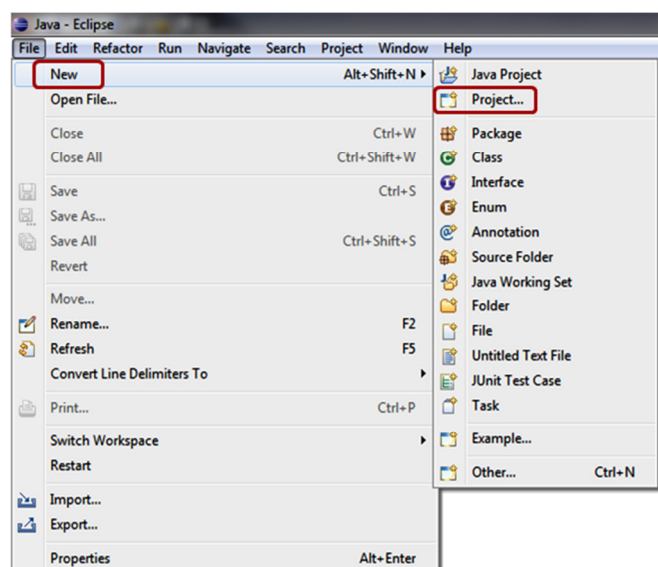 Java - Eclipse
File Edit Refactor Run Navigate Search Project Window Help
New Alt+Shift+N
Open File...
Close Ctrl+W
Close All Ctrl+Shift+W
Save Ctrl+S
Save As...
Save All Ctrl+Shift+S
Revert
Move...
Rename... F2
Refresh F5
Convert Line Delimiters To
Print... Ctrl+P
Switch Workspace
Restart
Import...
Export...
Properties Alt+Enter
Java Project
Project...
Package
Class
Interface
Enum
Annotation
Source Folder
Java Working Set
Folder
File
Untitled Text File
JUnit Test Case
Task
Example...
Other... Ctrl+N